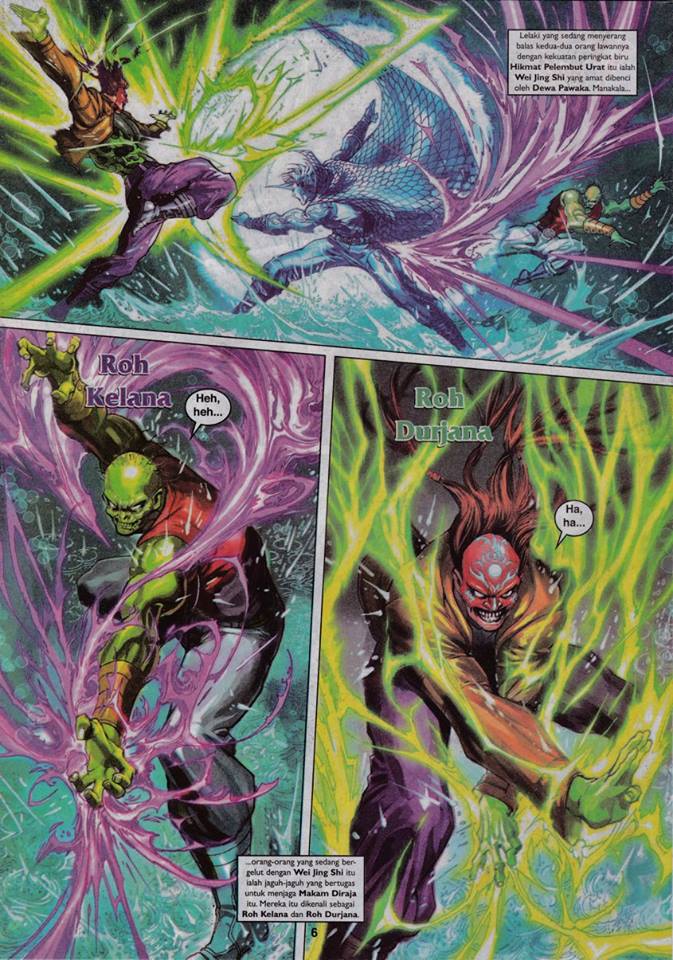 Lelaki yang sedang menyerang
balas kedua-dua orang lawannya
dengan kekuatan peringkat biru
Hikmat Pelembut Urat itu ialah
Wei Jing Shi yang amat dibenci
oleh Dewa Pawaka. Manakala...
Roh
Kelana
Heh,
heh...
Roh
Durjana
Ha,
ha...
...orang-orang yang sedang ber-
gelut dengan Wei Jing Shi itu
ialah jaguh-jaguh yang bertugas
untuk menjaga Makam Diraja
itu. Mereka itu dikenali sebagai
Roh Kelana dan Roh Durjana.
6